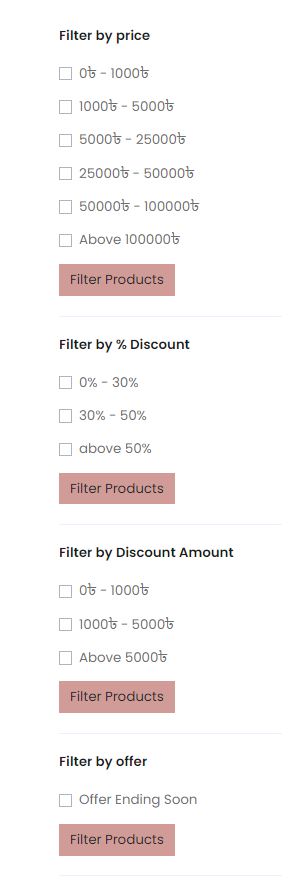 Filter by price
0৳ - 1000৳
1000৳ - 5000৳
5000৳ - 25000৳
25000৳ - 50000৳
50000৳ - 100000৳
Above 100000৳
Filter Products
Filter by % Discount
0% - 30%
30% - 50%
above 50%
Filter Products
Filter by Discount Amount
0৳ - 1000৳
1000৳ - 5000৳
Above 5000৳
Filter Products
Filter by offer
Offer Ending Soon
Filter Products